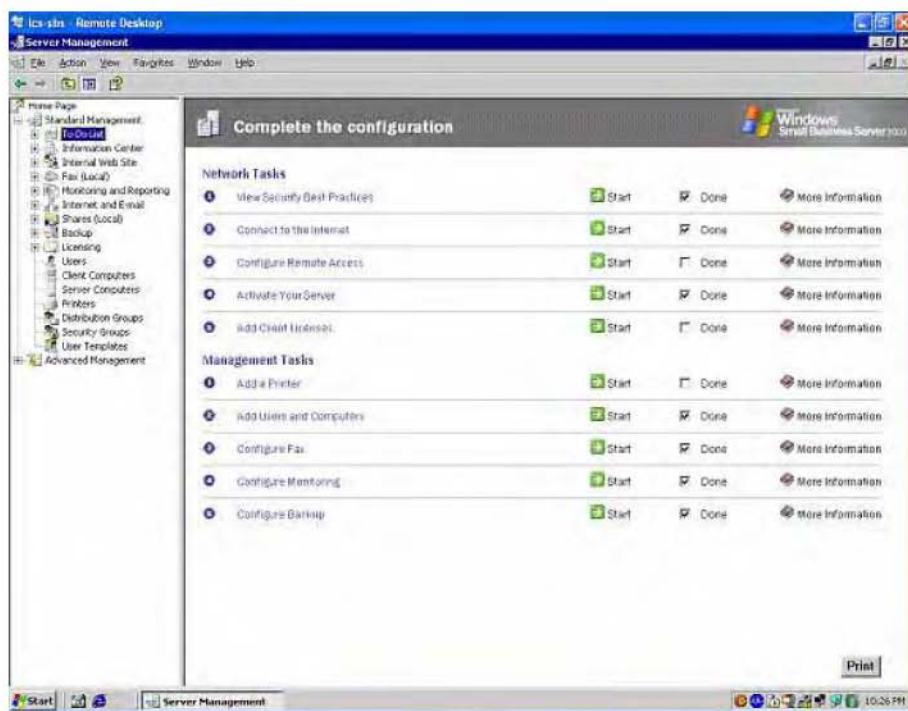 lcs-sbs - Remote Desktop
Server Management
File Action View Favorites Window Help
Home Page
Standard Management
To Do List
Information Center
Internal Web Site
Fax (Local)
Monitoring and Reporting
Internet and E-mail
Shares (Local)
Backup
Licensing
Users
Client Computers
Server Computers
Printers
Distribution Groups
Security Groups
User Templates
Advanced Management
Complete the configuration
Windows
Small Business Server 2003
Network Tasks
View Security Best Practices Start Done More Information
Connect to the Internet Start Done More Information
Configure Remote Access Start Done More Information
Activate Your Server Start Done More Information
Add Client Licenses Start Done More Information
Management Tasks
Add a Printer Start Done More Information
Add Users and Computers Start Done More Information
Configure Fax Start Done More Information
Configure Monitoring Start Done More Information
Configure Backup Start Done More Information
Print
Start Server Management 10:26 PM